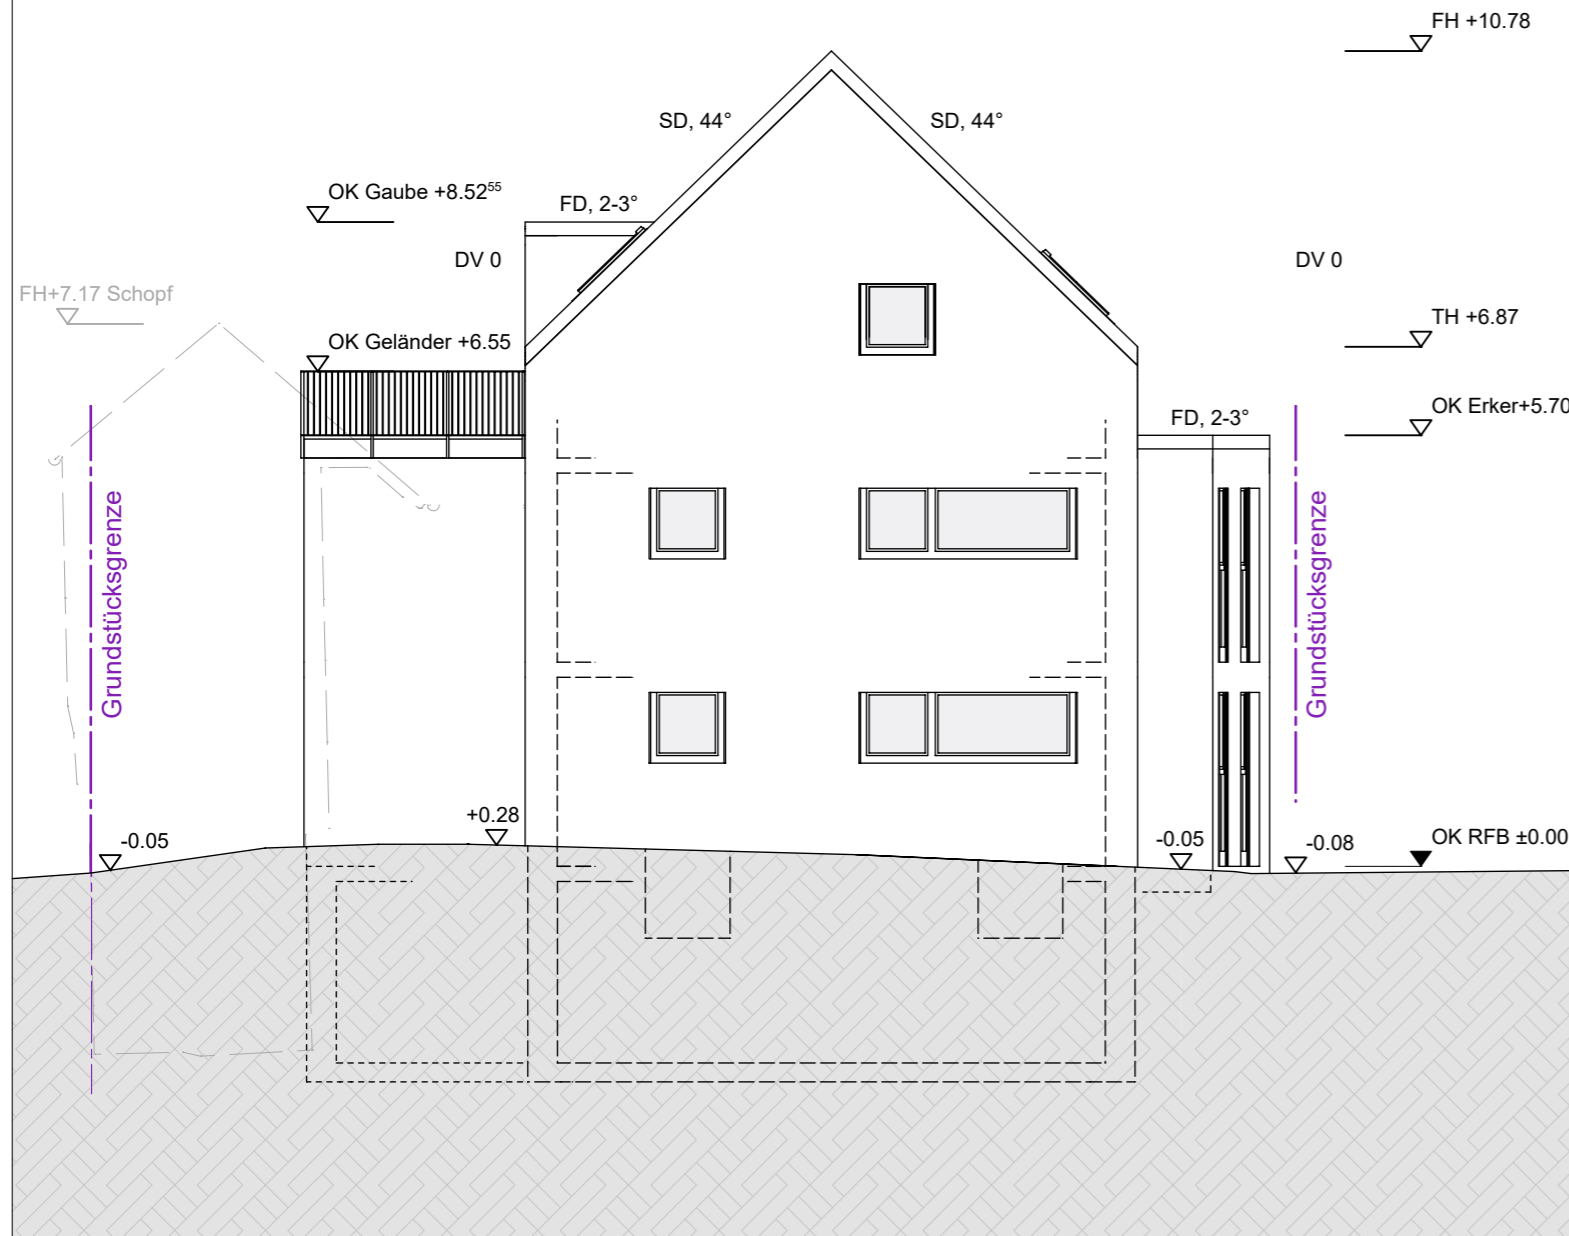 FH +10.78
SD, 44°
SD, 44°
OK Gaube +8.52⁵⁵
FD, 2-3°
DV 0
DV 0
FH+7.17 Schopf
TH +6.87
OK Geländer +6.55
OK Erker+5.70
FD, 2-3°
Grundstücksgrenze
Grundstücksgrenze
+0.28
-0.05
-0.05
-0.08
OK RFB ±0.00